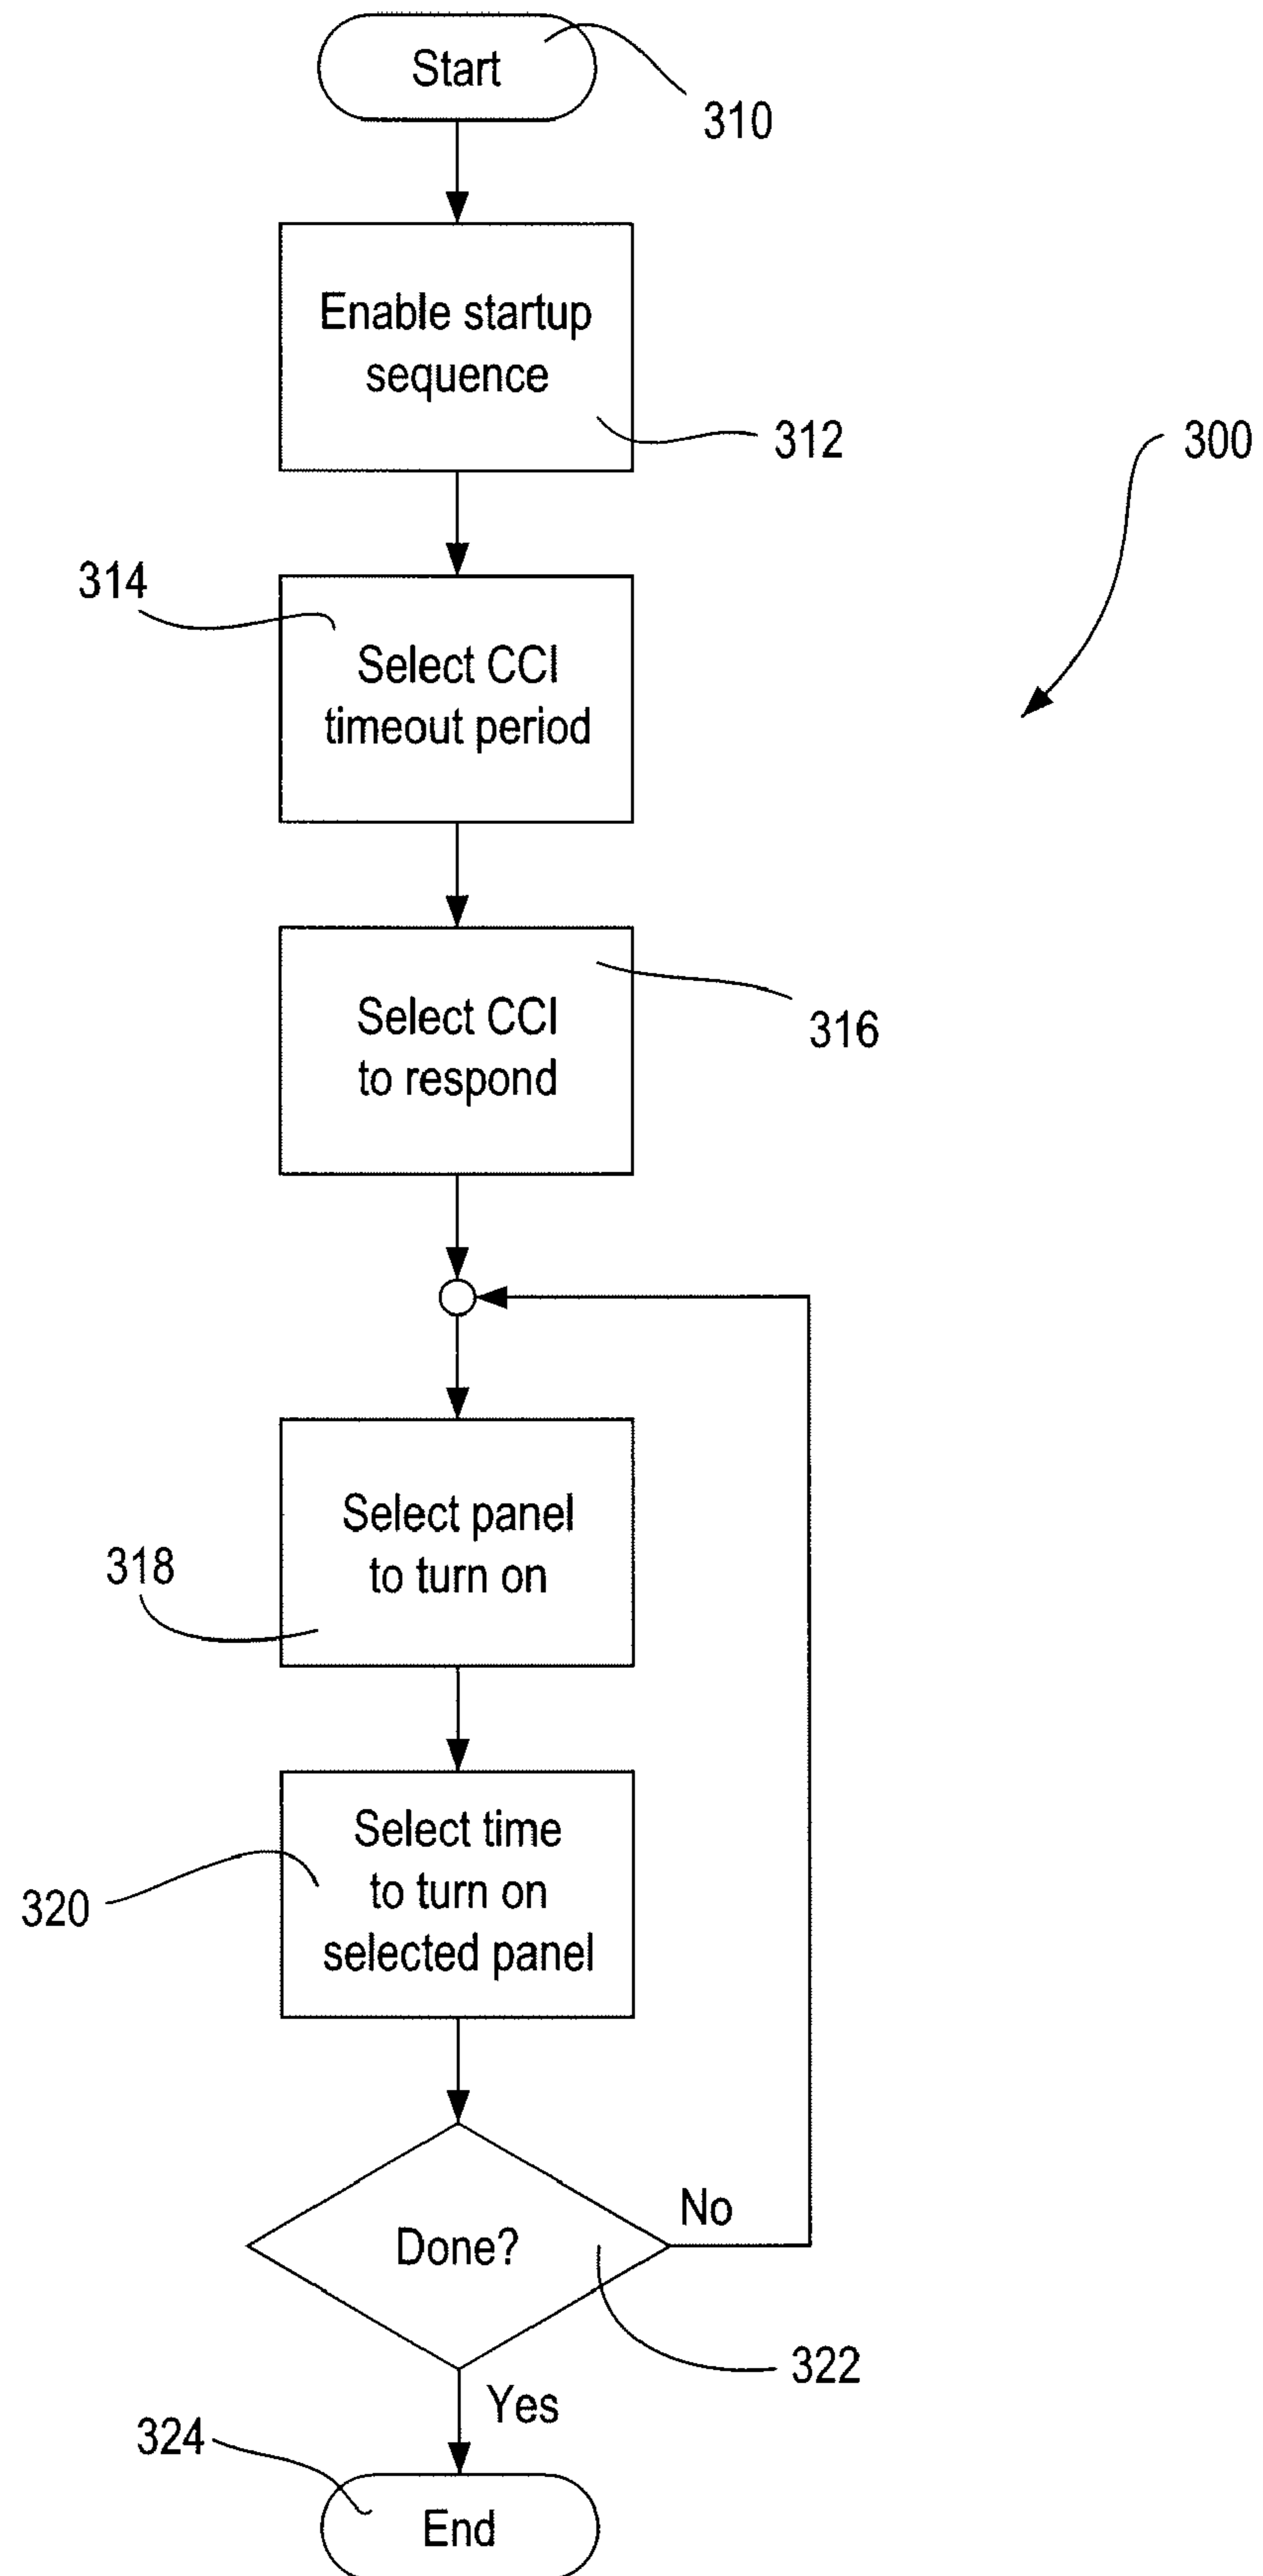 Start
310
Enable startup
sequence
312
300
314
Select CCI
timeout period
Select CCI
to respond
316
Select panel
to turn on
318
Select time
to turn on
selected panel
320
No
Done?
322
Yes
324
End